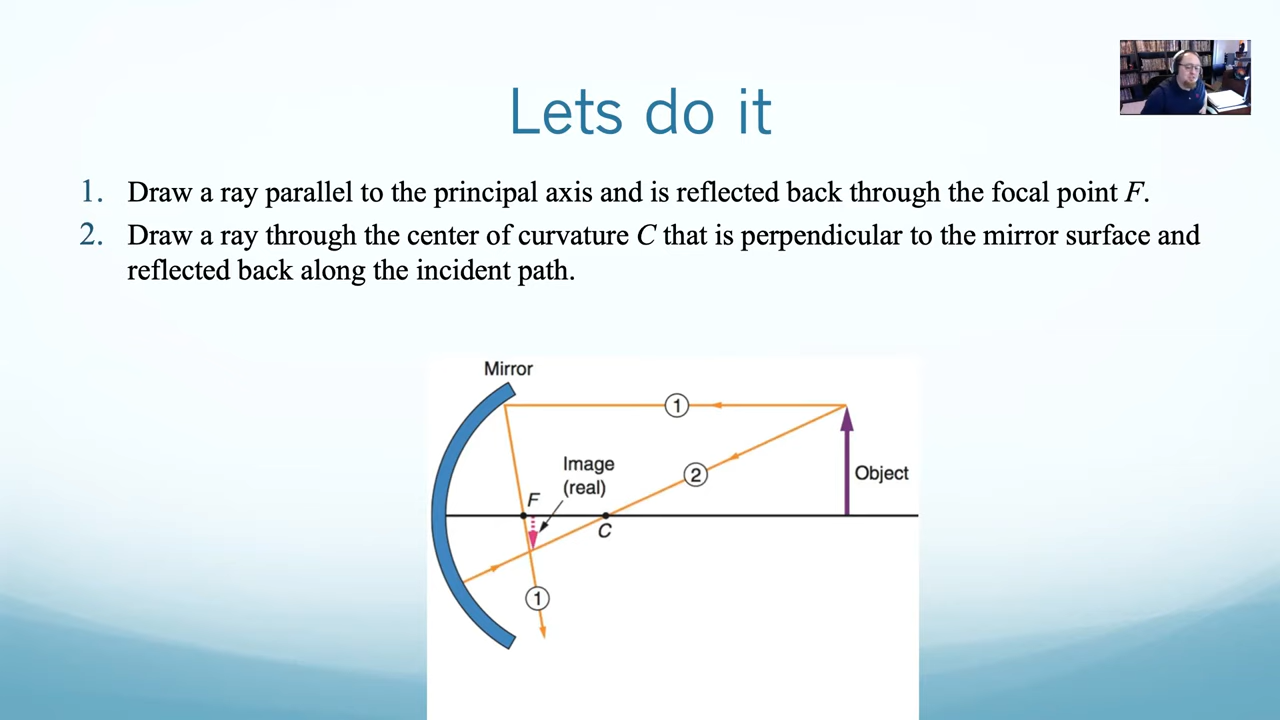 Lets do it
1. Draw a ray parallel to the principal axis and is reflected back through the focal point F.
2. Draw a ray through the center of curvature C that is perpendicular to the mirror surface and
reflected back along the incident path.
Mirror
1
Image
(real)
2
Object
F
C
1